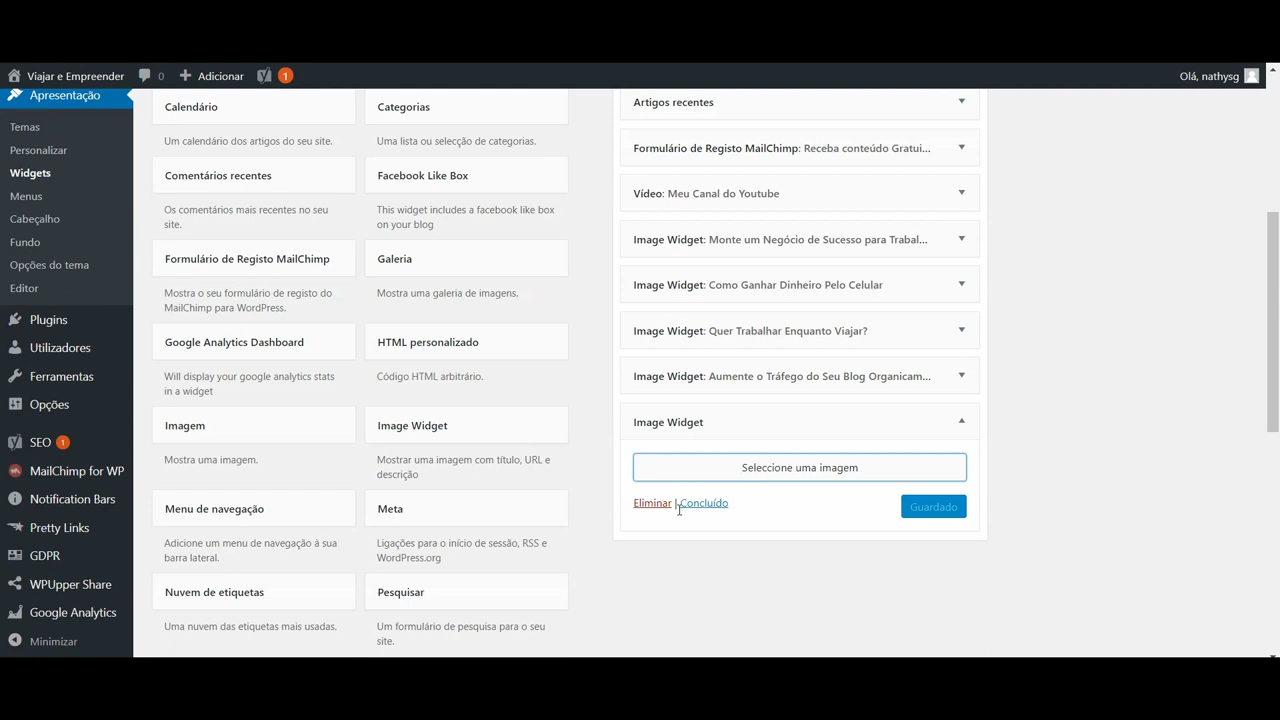 Viajar e Empreender 0 Adicionar 1 Olá, nathysg
Apresentação
Temas
Personalizar
Widgets
Menus
Cabeçalho
Fundo
Opções do tema
Editor
Plugins
Utilizadores
Ferramentas
Opções
SEO 1
MailChimp for WP
Notification Bars
Pretty Links
GDPR
WPUpper Share
Google Analytics
Minimizar
Calendário
Um calendário dos artigos do seu site.
Categorias
Uma lista ou selecção de categorias.
Comentários recentes
Os comentários mais recentes no seu
site.
Facebook Like Box
This widget includes a facebook like box
on your blog
Formulário de Registo MailChimp
Mostra o seu formulário de registo do
MailChimp para WordPress.
Galeria
Mostra uma galeria de imagens.
Google Analytics Dashboard
Will display your google analytics stats
in a widget
HTML personalizado
Código HTML arbitrário.
Imagem
Mostra uma imagem.
Image Widget
Mostrar uma imagem com título, URL e
descrição
Menu de navegação
Adicione um menu de navegação à sua
barra lateral.
Meta
Ligações para o início de sessão, RSS e
WordPress.org
Nuvem de etiquetas
Uma nuvem das etiquetas mais usadas.
Pesquisar
Um formulário de pesquisa para o seu
site.
Artigos recentes
Formulário de Registo MailChimp: Receba conteúdo Gratui...
Vídeo: Meu Canal do Youtube
Image Widget: Monte um Negócio de Sucesso para Trabal...
Image Widget: Como Ganhar Dinheiro Pelo Celular
Image Widget: Quer Trabalhar Enquanto Viajar?
Image Widget: Aumente o Tráfego do Seu Blog Organicam...
Image Widget
Seleccione uma imagem
Eliminar | Concluído Guardado